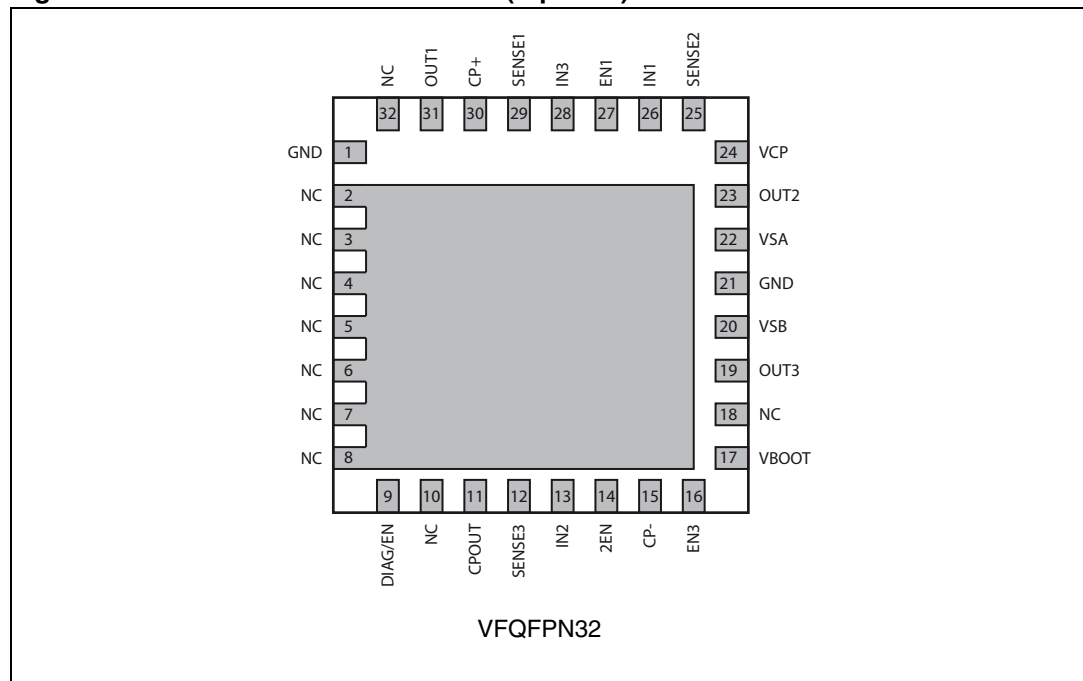 NC
OUT1
CP+
SENSE1
IN3
EN1
IN1
SENSE2
32
31
30
29
28
27
26
25
GND 1
NC 2
NC 3
NC 4
NC 5
NC 6
NC 7
NC 8
24 VCP
23 OUT2
22 VSA
21 GND
20 VSB
19 OUT3
18 NC
17 VBOOT
9
10
11
12
13
14
15
16
DIAG/EN
NC
CPOUT
SENSE3
IN2
2EN
CP-
EN3
VFQFPN32